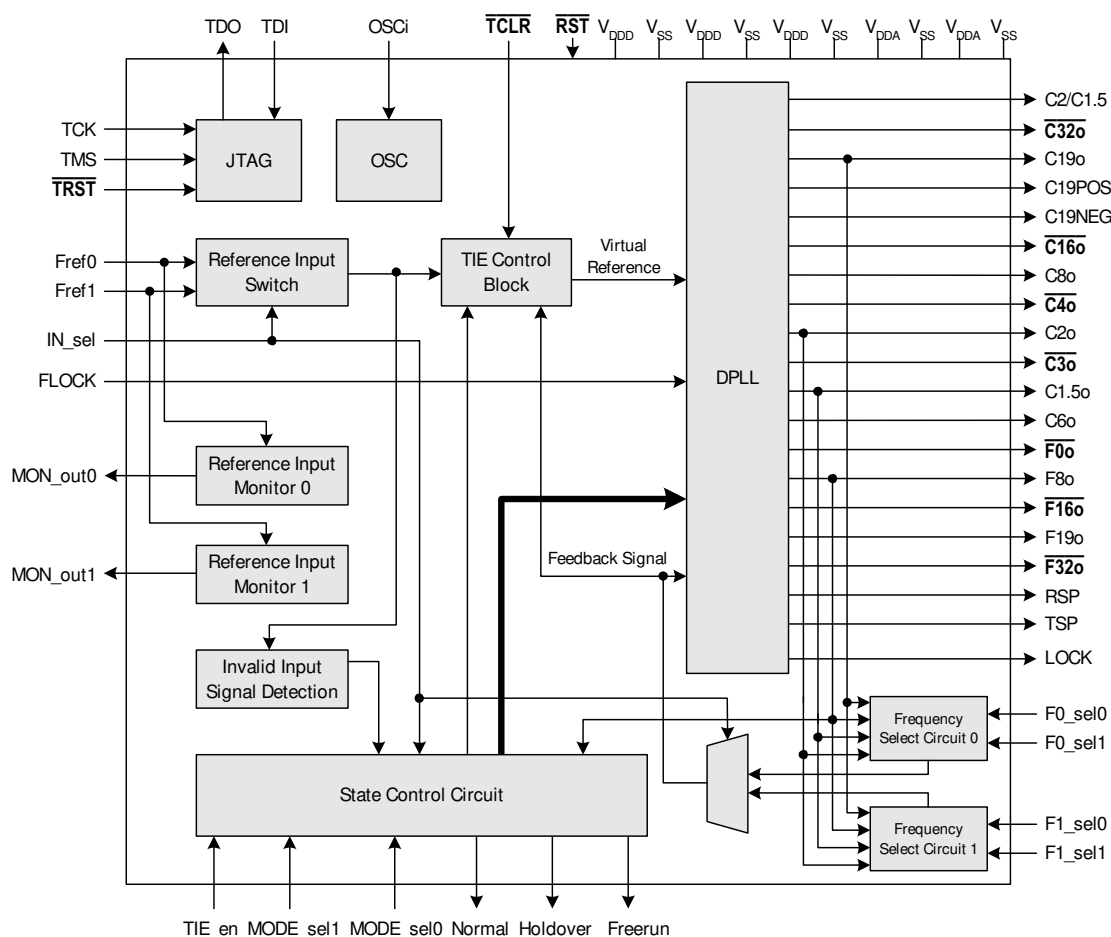 TDO TDI OSCi TCLR RST VDDD VSS VDDD VSS VDDD VSS VDDA VSS VDDA VSS
TCK
TMS
TRST
JTAG
OSC
Fref0
Fref1
IN_sel
FLOCK
MON_out0
MON_out1
Reference Input
Switch
TIE Control
Block
Virtual
Reference
Reference Input
Monitor 0
Reference Input
Monitor 1
Feedback Signal
Invalid Input
Signal Detection
State Control Circuit
DPLL
C2/C1.5
C32o
C19o
C19POS
C19NEG
C16o
C8o
C4o
C2o
C3o
C1.5o
C6o
F0o
F8o
F16o
F19o
F32o
RSP
TSP
LOCK
Frequency
Select Circuit 0
F0_sel0
F0_sel1
Frequency
Select Circuit 1
F1_sel0
F1_sel1
TIE_en MODE_sel1 MODE_sel0 Normal Holdover Freerun